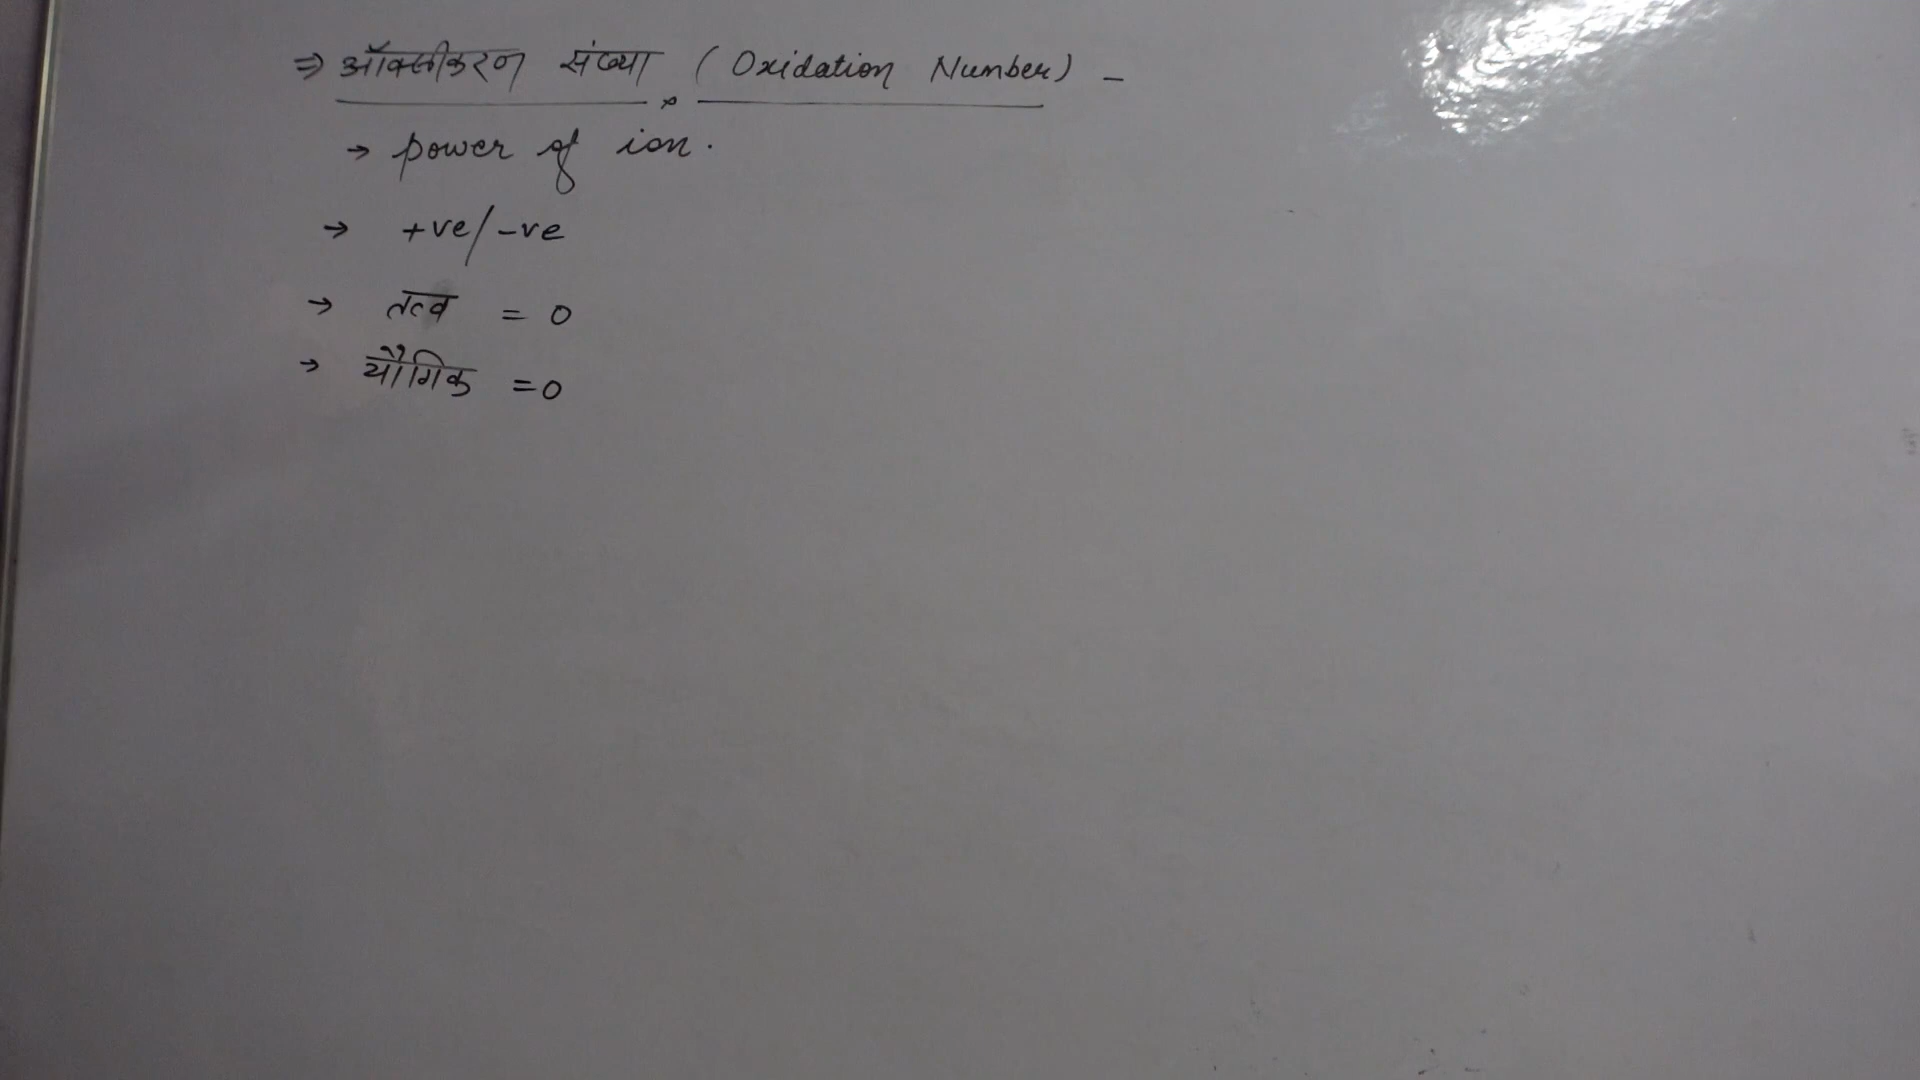 ⇒ ऑक्सीकरण संख्या (Oxidation Number) -
→ power of ion.
→ +ve/-ve
→ तत्व = 0
→ यौगिक = 0